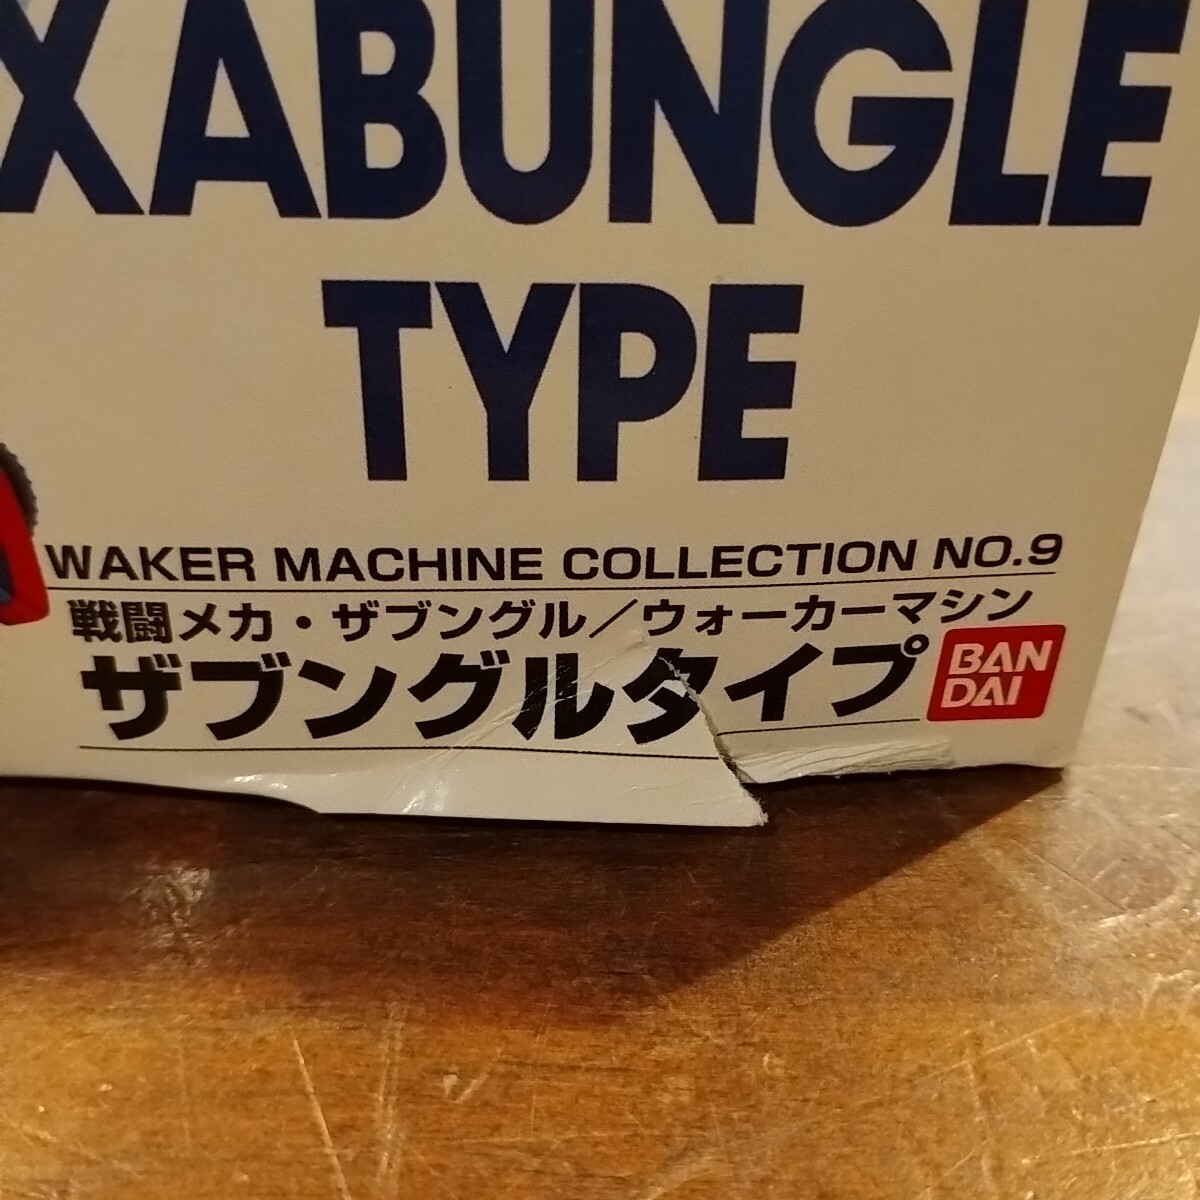 XABUNGLE
TYPE
WAKER MACHINE COLLECTION NO.9
戦闘メカ・ザブングル／ウォーカーマシン
ザブングルタイプ
BAN
DAI